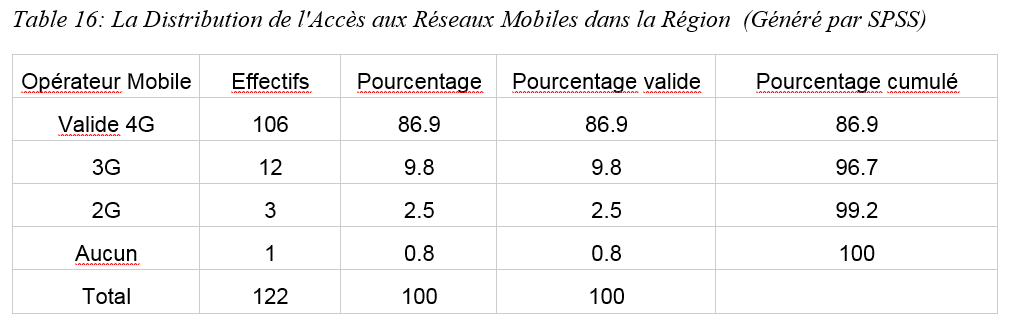 Table 16: La Distribution de l'Accès aux Réseaux Mobiles dans la Région (Généré par SPSS)
Opérateur Mobile Effectifs Pourcentage Pourcentage valide Pourcentage cumulé
Valide 4G 106 86.9 86.9 86.9
3G 12 9.8 9.8 96.7
2G 3 2.5 2.5 99.2
Aucun 1 0.8 0.8 100
Total 122 100 100